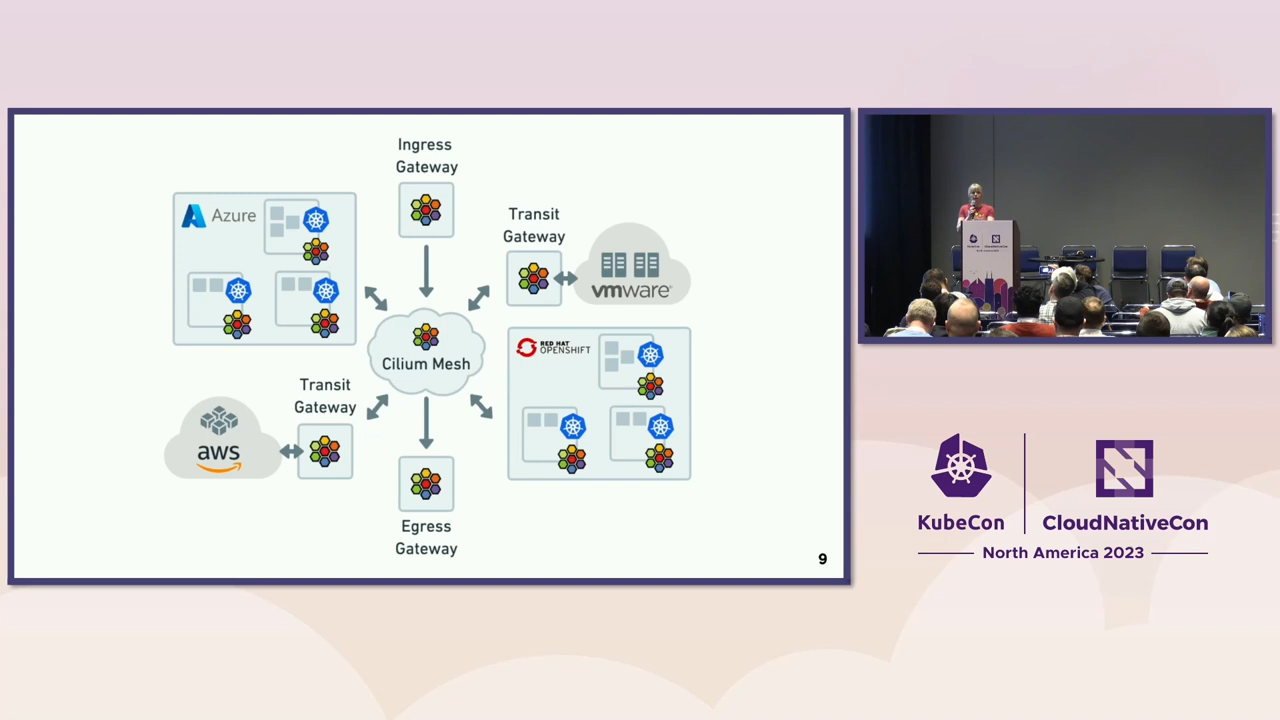 Ingress
Gateway
Azure
Transit
Gateway
vmware
Cilium Mesh
RED HAT
OPENSHIFT
Transit
Gateway
aws
Egress
Gateway
9
KubeCon
CloudNativeCon
North America 2023